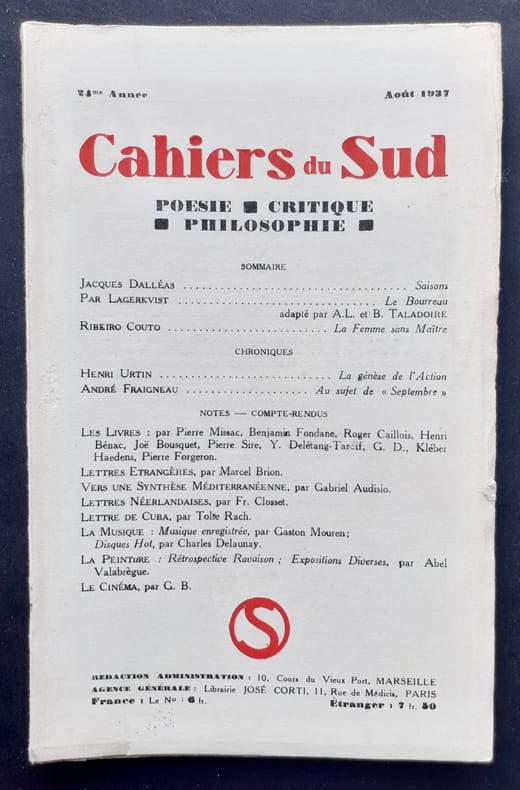 24me Année Août 1937
Cahiers du Sud
POESIE ■ CRITIQUE
■ PHILOSOPHIE ■
SOMMAIRE
JACQUES DALLÉAS .................................... Saisons
PAR LAGERKVIST ................................ Le Bourreau
adapté par A.L. et B. TALADOIRE
RIBEIRO COUTO .......................... La Femme sans Maître
CHRONIQUES
HENRI URTIN ............................ La génèse de l'Action
ANDRÉ FRAIGNEAU .................... Au sujet de « Septembre »
NOTES — COMPTE-RENDUS
LES LIVRES : par Pierre Missac, Benjamin Fondane, Roger Caillois, Henri
Bénac, Joë Bousquet, Pierre Sire, Y. Delétang-Tardif, G. D., Kléber
Haedens, Pierre Forgeron.
LETTRES ETRANGÈRES, par Marcel Brion.
VERS UNE SYNTHÈSE MÉDITERRANÉENNE, par Gabriel Audisio.
LETTRES NÉERLANDAISES, par Fr. Closset.
LETTRE DE CUBA, par Tolte Rach.
LA MUSIQUE : Musique enregistrée, par Gaston Mouren;
Disques Hot, par Charles Delaunay.
LA PEINTURE : Rétrospective Ravaison ; Expositions Diverses, par Abel
Valabrègue.
LE CINÉMA, par G. B.
S
REDACTION ADMINISTRATION : 10, Cours du Vieux Port, MARSEILLE
AGENCE GÉNÉRALE : Librairie JOSÉ CORTI, 11, Rue de Médicis, PARIS
France : Le No : 6 fr. Étranger : 7 fr. 50